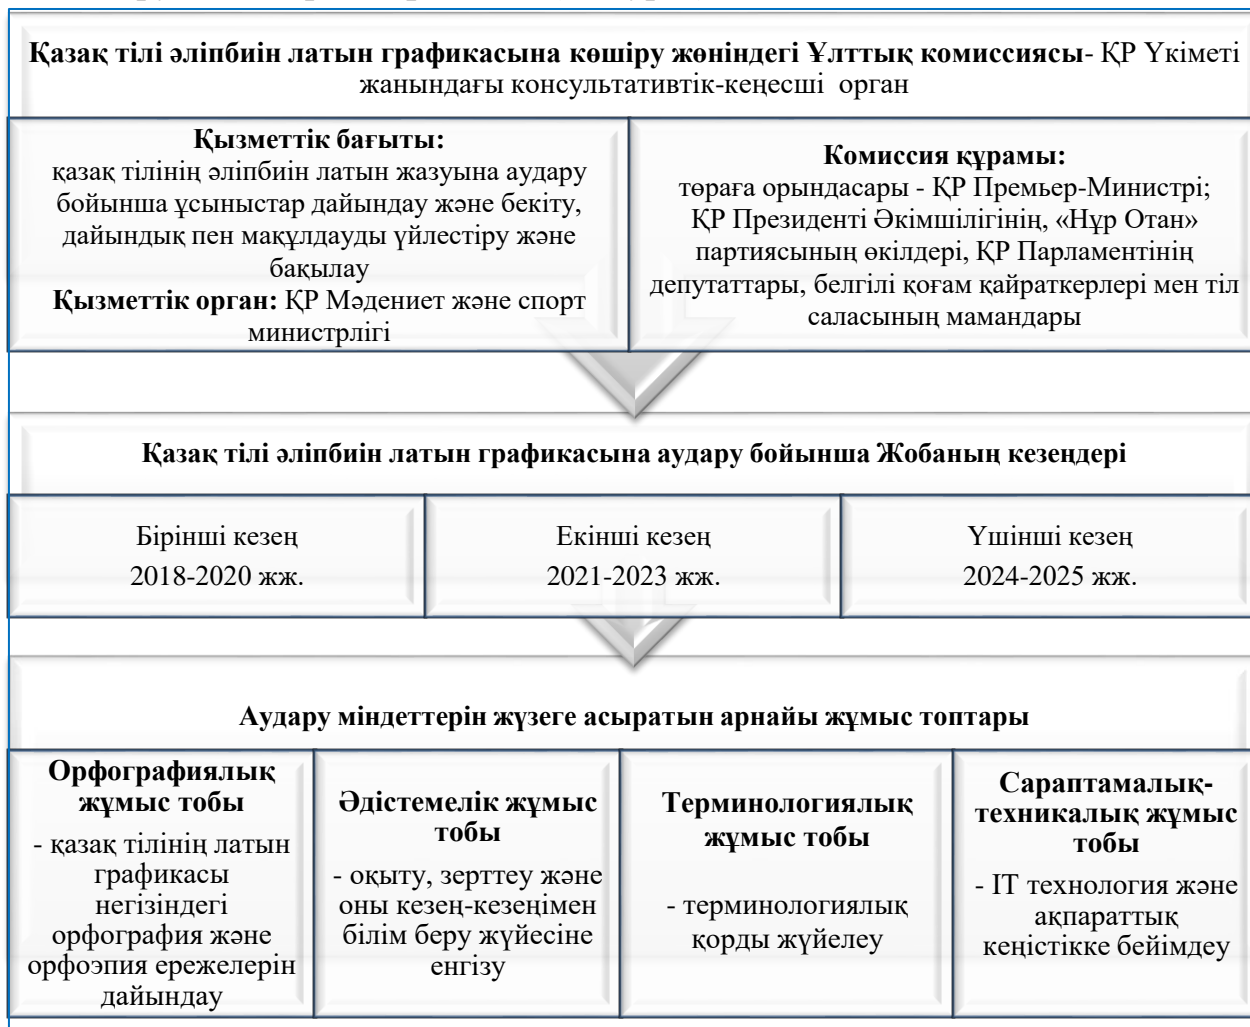 Қазақ тілі әліпбиін латын графикасына көшіру жөніндегі Ұлттық комиссиясы- ҚР Үкіметі
жанындағы консультативтік-кеңесші орган
Қызметтік бағыты:
қазақ тілінің әліпбиін латын жазуына аудару
бойынша ұсыныстар дайындау және бекіту,
дайындық пен мақұлдауды үйлестіру және
бақылау
Қызметтік орган: ҚР Мәдениет және спорт
министрлігі
Комиссия құрамы:
төраға орындасары - ҚР Премьер-Министрі;
ҚР Президенті Әкімшілігінің, «Нұр Отан»
партиясының өкілдері, ҚР Парламентінің
депутаттары, белгілі қоғам қайраткерлері мен тіл
саласының мамандары
Қазақ тілі әліпбиін латын графикасына аудару бойынша Жобаның кезеңдері
Бірінші кезең
2018-2020 жж.
Екінші кезең
2021-2023 жж.
Үшінші кезең
2024-2025 жж.
Аудару міндеттерін жүзеге асыратын арнайы жұмыс топтары
Орфографиялық
жұмыс тобы
- қазақ тілінің латын
графикасы
негізіндегі
орфография және
орфоэпия ережелерін
дайындау
Әдістемелік жұмыс
тобы
- оқыту, зерттеу және
оны кезең-кезеңімен
білім беру жүйесіне
енгізу
Терминологиялық
жұмыс тобы
- терминологиялық
қорды жүйелеу
Сараптамалық-
техникалық жұмыс
тобы
- IT технология және
ақпараттық
кеңістікке бейімдеу